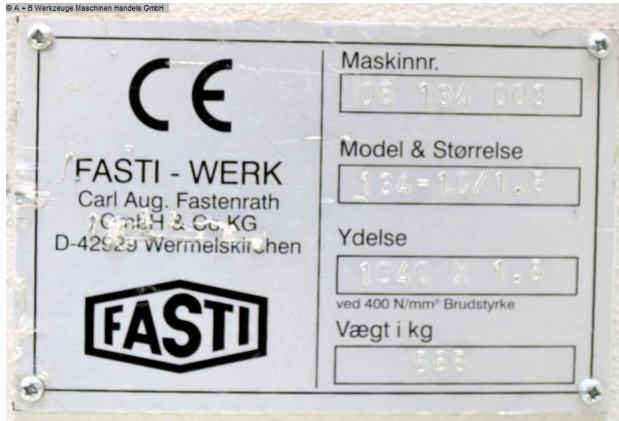 © A + B Werkzeuge Maschinen Handels GmbH
CE
FASTI - WERK
Carl Aug. Fastenrath
GmbH & Co KG
D-42929 Wermelskirchen
FASTI
Maskinnr.
06 134 003
Model & Størrelse
134-10/1.5
Ydelse
1040 X 1.5
ved 400 N/mm² Brudstyrke
Vægt i kg
565